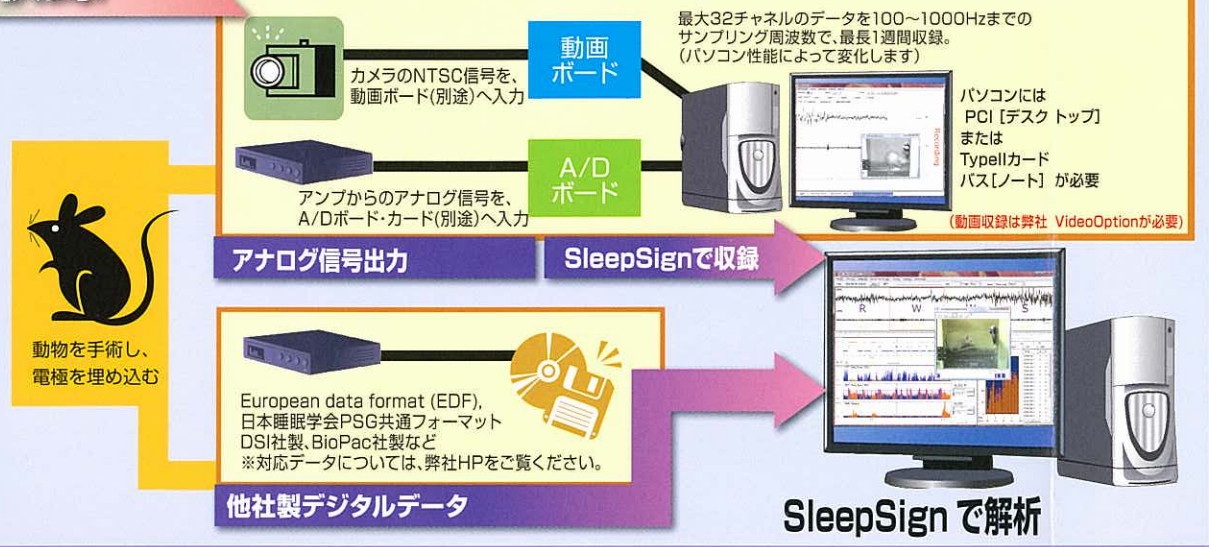 最大32チャネルのデータを100〜1000Hzまでの
サンプリング周波数で、最長1週間収録。
(パソコン性能によって変化します)
カメラのNTSC信号を、
動画ボード(別途)へ入力
動画
ボード
パソコンには
PCI [デスク トップ]
または
TypeIIカード
バス[ノート] が必要
アンプからのアナログ信号を、
A/Dボード・カード(別途)へ入力
A/D
ボード
Recording
(動画収録は弊社 VideoOptionが必要)
アナログ信号出力
SleepSignで収録
動物を手術し、
電極を埋め込む
European data format (EDF),
日本睡眠学会PSG共通フォーマット
DSI社製、BioPac社製など
※対応データについては、弊社HPをご覧ください。
他社製デジタルデータ
R W S
SleepSign で解析